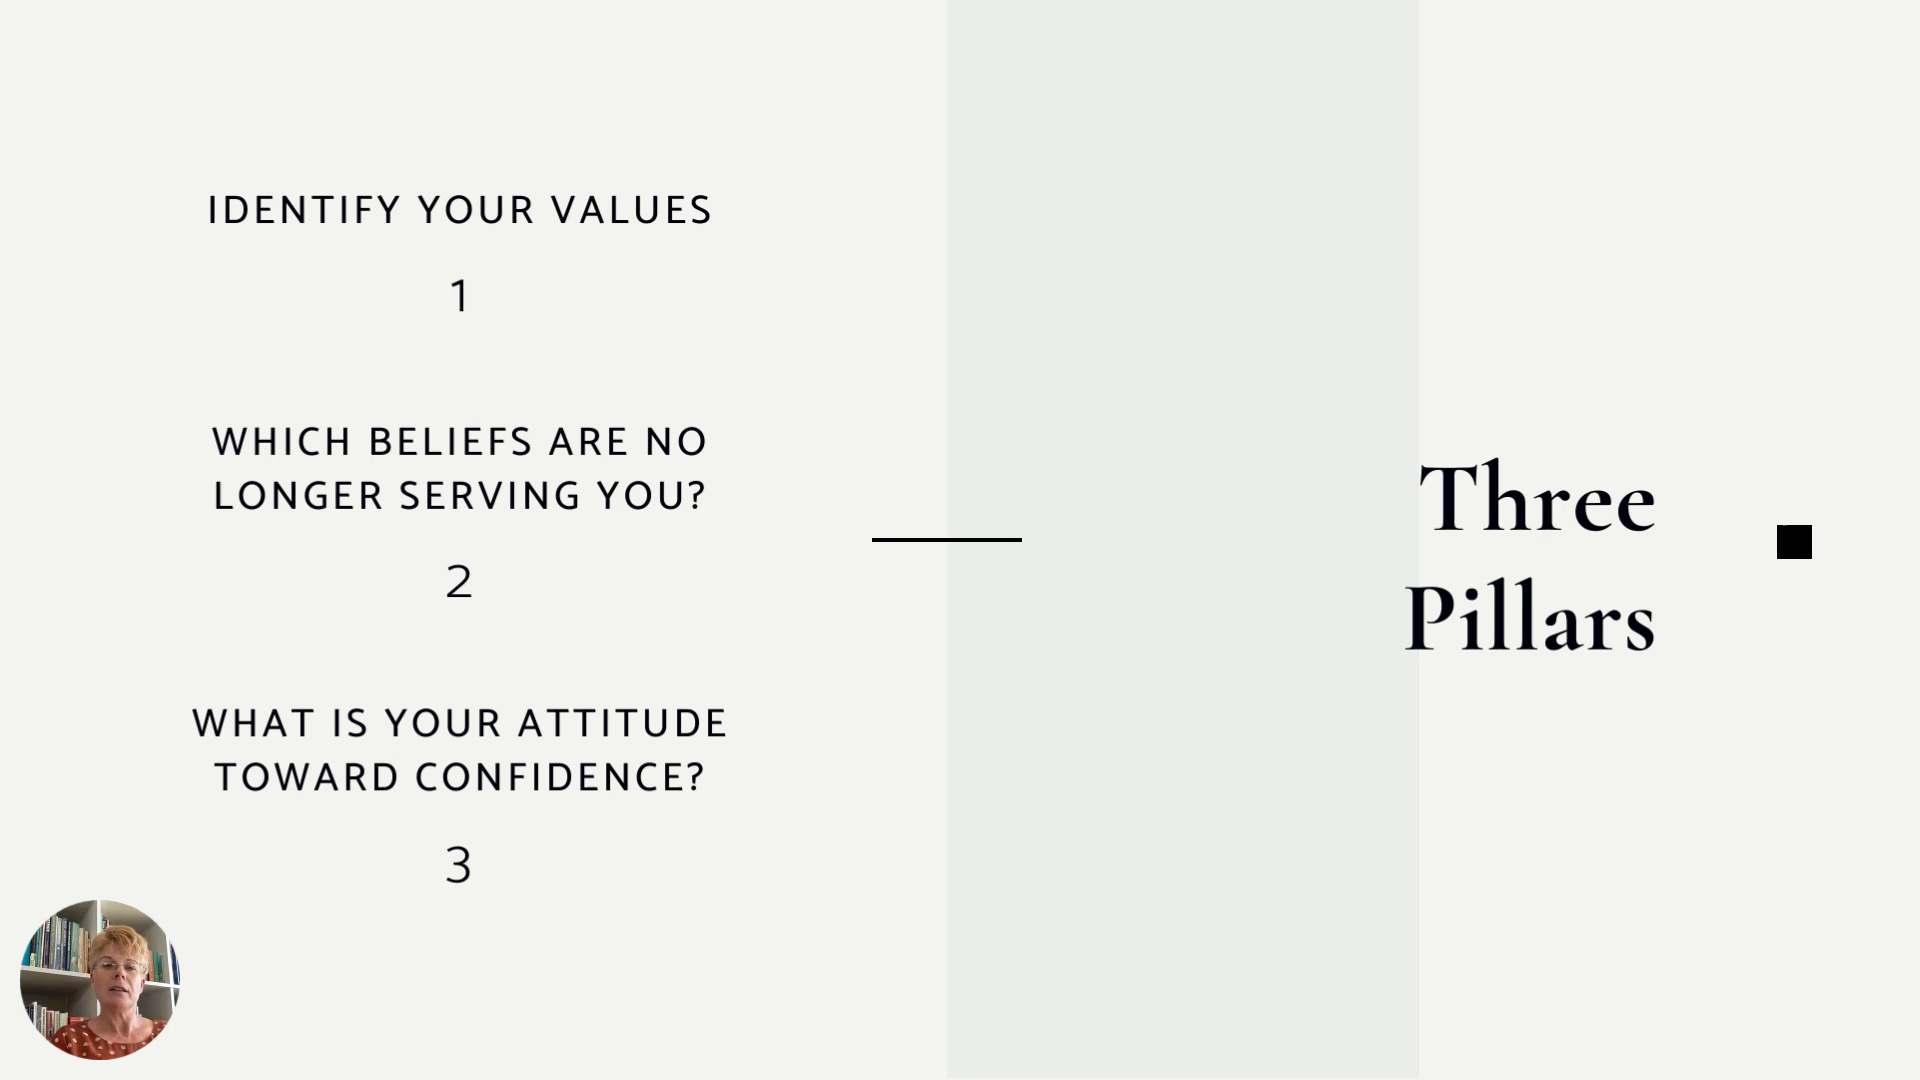 IDENTIFY YOUR VALUES
1
WHICH BELIEFS ARE NO
LONGER SERVING YOU?
2
WHAT IS YOUR ATTITUDE
TOWARD CONFIDENCE?
3
Three
Pillars